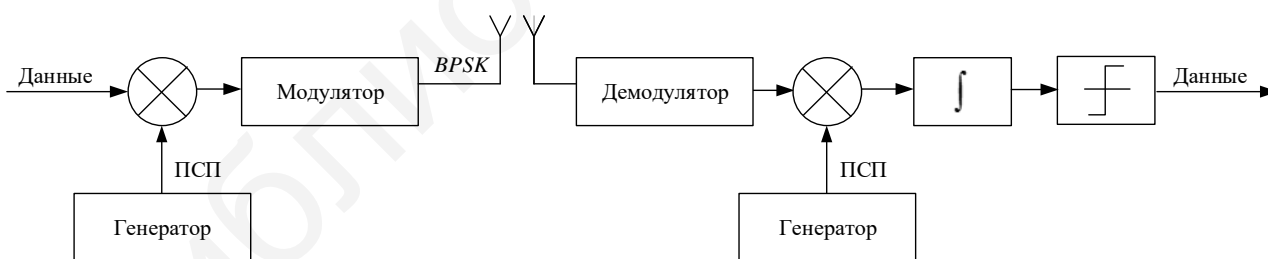 Данные
Модулятор
BPSK
Демодулятор
∫
Данные
ПСП
ПСП
Генератор
Генератор